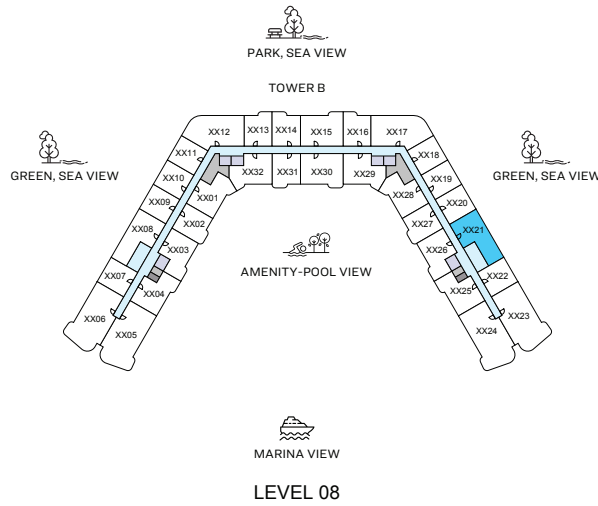 PARK, SEA VIEW
TOWER B
XX12
XX13
XX14
XX15
XX16
XX17
XX11
XX32
XX31
XX30
XX29
XX18
GREEN, SEA VIEW
GREEN, SEA VIEW
XX10
XX01
XX28
XX19
XX09
XX02
XX27
XX20
XX08
XX03
XX26
XX21
AMENITY-POOL VIEW
XX07
XX04
XX25
XX22
XX06
XX05
XX24
XX23
MARINA VIEW
LEVEL 08